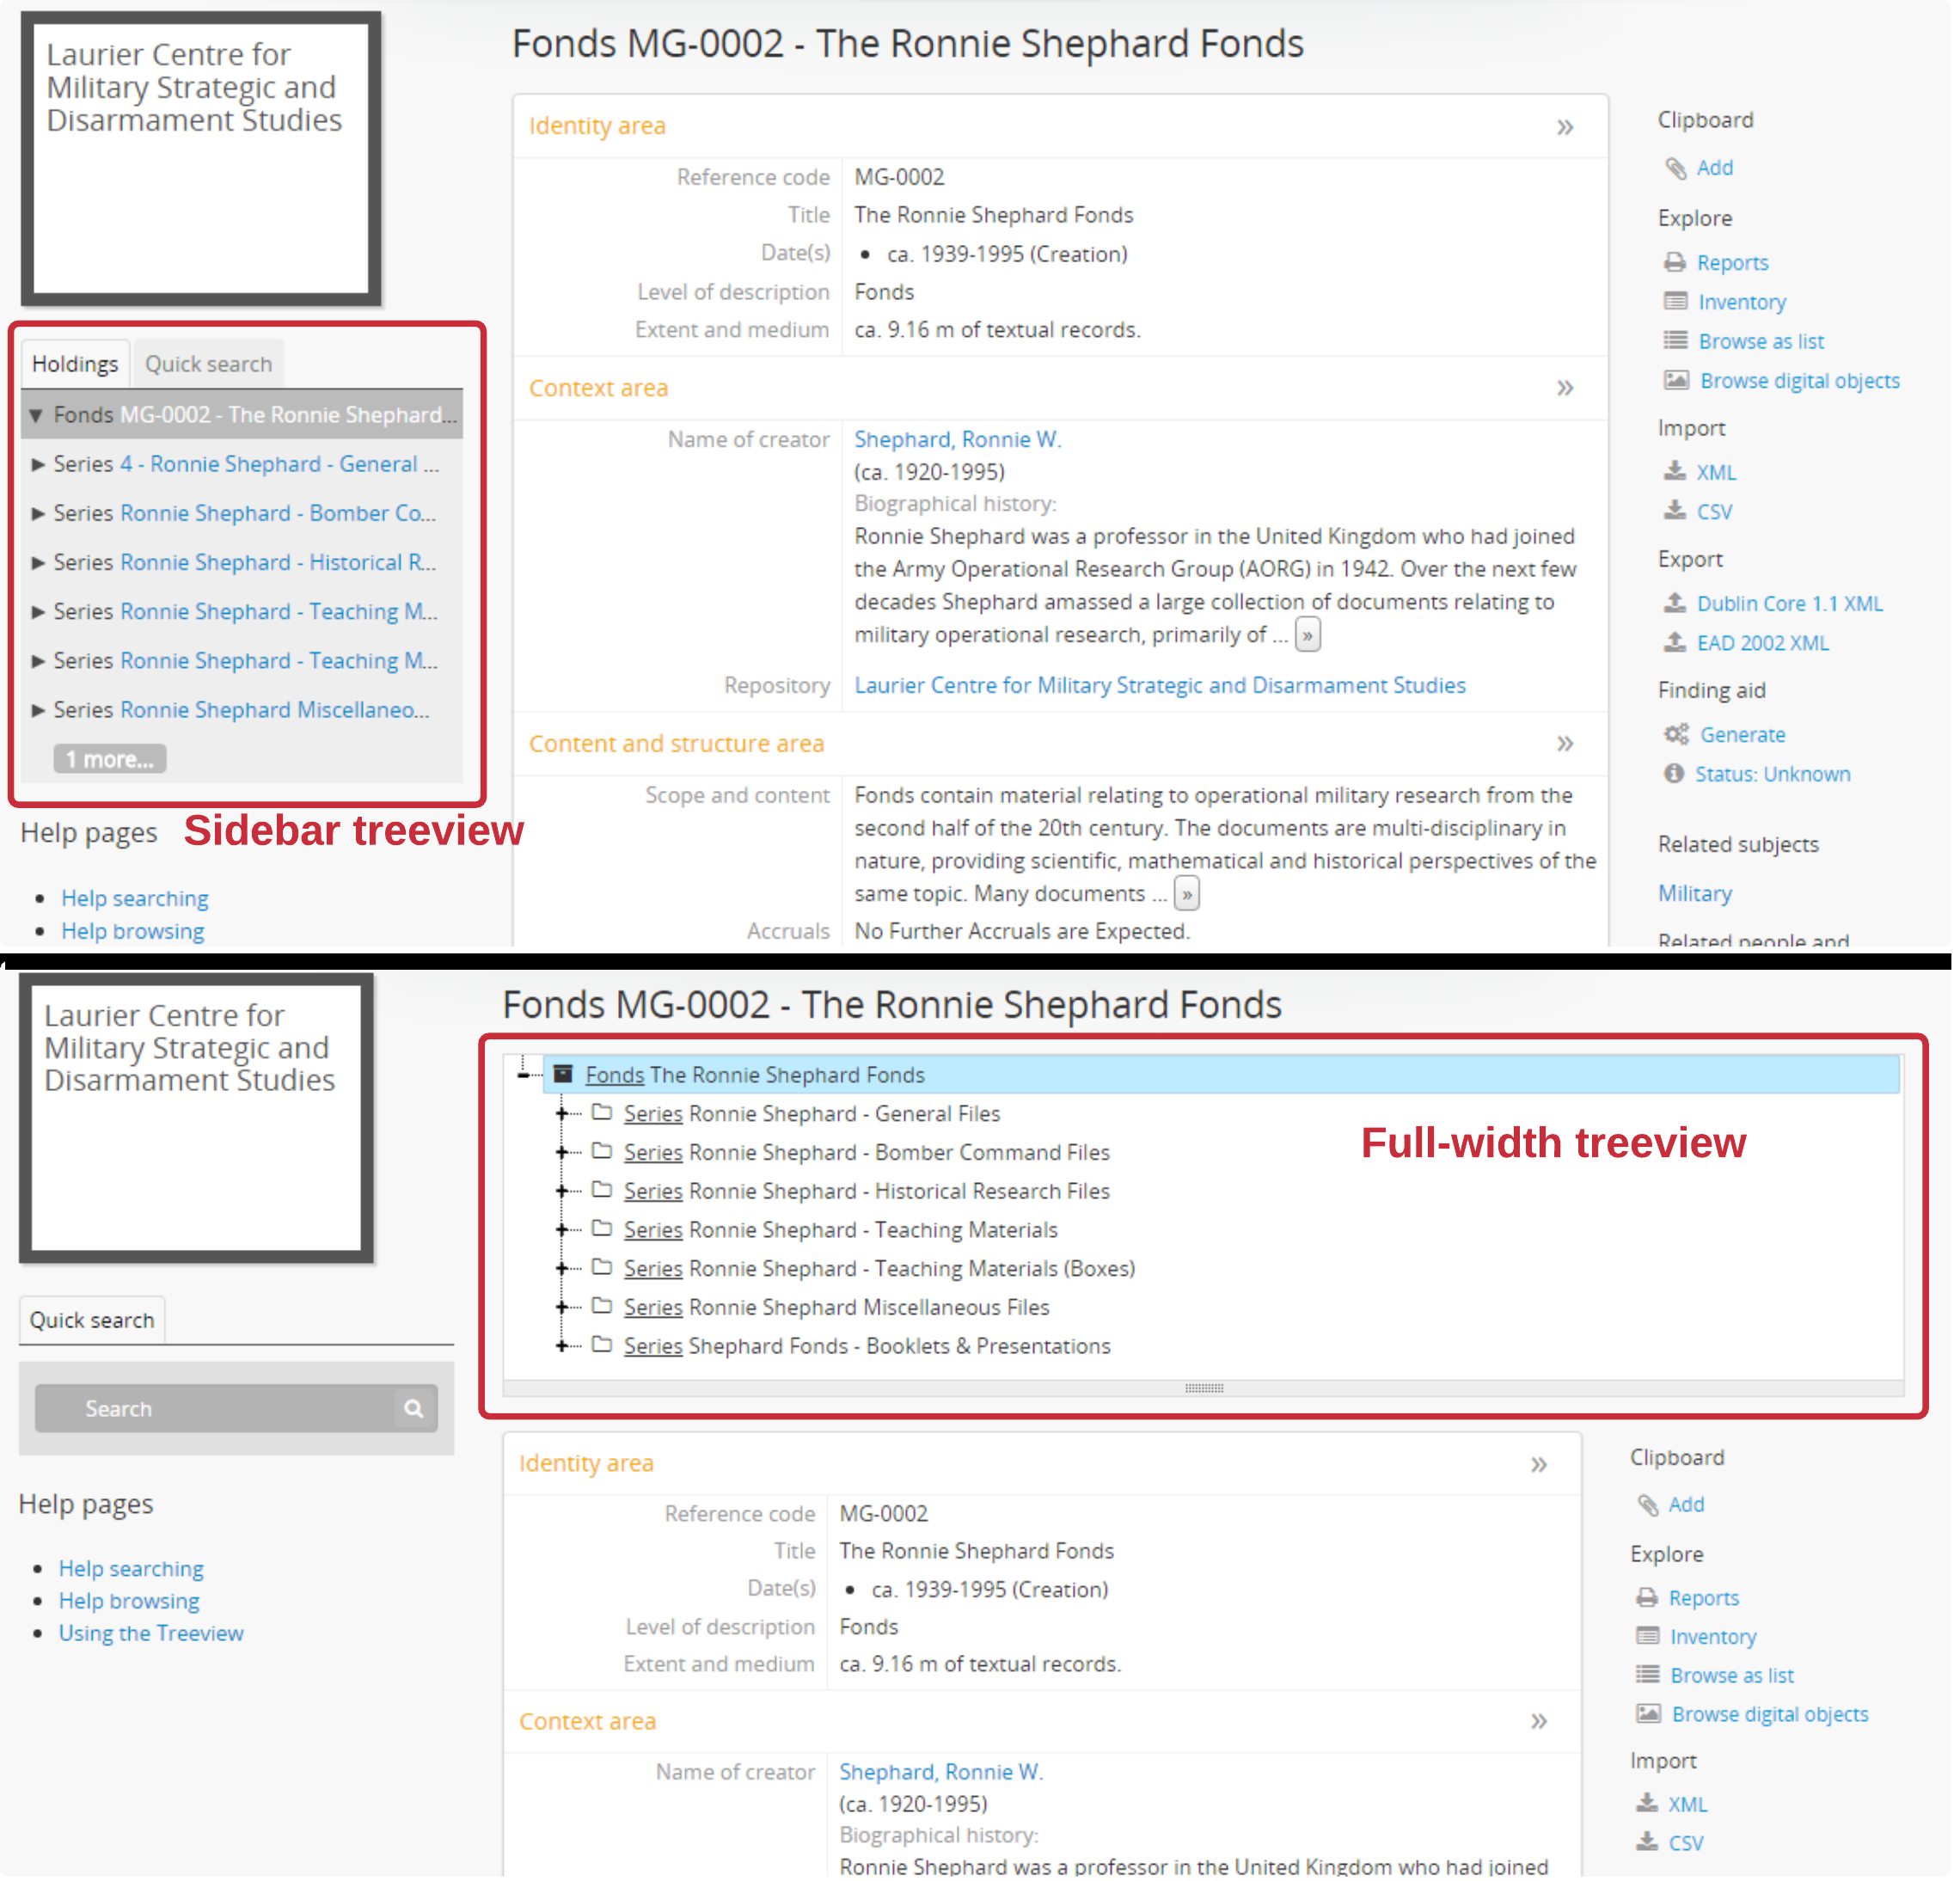 Laurier Centre for
Military Strategic and
Disarmament Studies
Holdings Quick search
▼ Fonds MG-0002 - The Ronnie Shephard...
▶ Series 4 - Ronnie Shephard - General ...
▶ Series Ronnie Shephard - Bomber Co...
▶ Series Ronnie Shephard - Historical R...
▶ Series Ronnie Shephard - Teaching M...
▶ Series Ronnie Shephard - Teaching M...
▶ Series Ronnie Shephard Miscellaneo...
1 more...
Sidebar treeview
Help pages
• Help searching
• Help browsing
Fonds MG-0002 - The Ronnie Shephard Fonds
Identity area »
Reference code MG-0002
Title The Ronnie Shephard Fonds
Date(s) • ca. 1939-1995 (Creation)
Level of description Fonds
Extent and medium ca. 9.16 m of textual records.
Context area »
Name of creator Shephard, Ronnie W.
(ca. 1920-1995)
Biographical history:
Ronnie Shephard was a professor in the United Kingdom who had joined
the Army Operational Research Group (AORG) in 1942. Over the next few
decades Shephard amassed a large collection of documents relating to
military operational research, primarily of ... »
Repository Laurier Centre for Military Strategic and Disarmament Studies
Content and structure area »
Scope and content Fonds contain material relating to operational military research from the
second half of the 20th century. The documents are multi-disciplinary in
nature, providing scientific, mathematical and historical perspectives of the
same topic. Many documents ... »
Accruals No Further Accruals are Expected.
Clipboard
Add
Explore
Reports
Inventory
Browse as list
Browse digital objects
Import
XML
CSV
Export
Dublin Core 1.1 XML
EAD 2002 XML
Finding aid
Generate
Status: Unknown
Related subjects
Military
Related people and
Laurier Centre for
Military Strategic and
Disarmament Studies
Quick search
Search
Help pages
• Help searching
• Help browsing
• Using the Treeview
Fonds MG-0002 - The Ronnie Shephard Fonds
Fonds The Ronnie Shephard Fonds
Series Ronnie Shephard - General Files
Series Ronnie Shephard - Bomber Command Files
Series Ronnie Shephard - Historical Research Files
Series Ronnie Shephard - Teaching Materials
Series Ronnie Shephard - Teaching Materials (Boxes)
Series Ronnie Shephard Miscellaneous Files
Series Shephard Fonds - Booklets & Presentations
Full-width treeview
Identity area »
Reference code MG-0002
Title The Ronnie Shephard Fonds
Date(s) • ca. 1939-1995 (Creation)
Level of description Fonds
Extent and medium ca. 9.16 m of textual records.
Context area »
Name of creator Shephard, Ronnie W.
(ca. 1920-1995)
Biographical history:
Ronnie Shephard was a professor in the United Kingdom who had joined
Clipboard
Add
Explore
Reports
Inventory
Browse as list
Browse digital objects
Import
XML
CSV